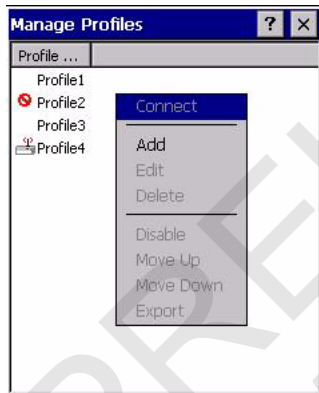 Manage Profiles ? ×
Profile ...
Profile1
Profile2
Profile3
Profile4
Connect
Add
Edit
Delete
Disable
Move Up
Move Down
Export